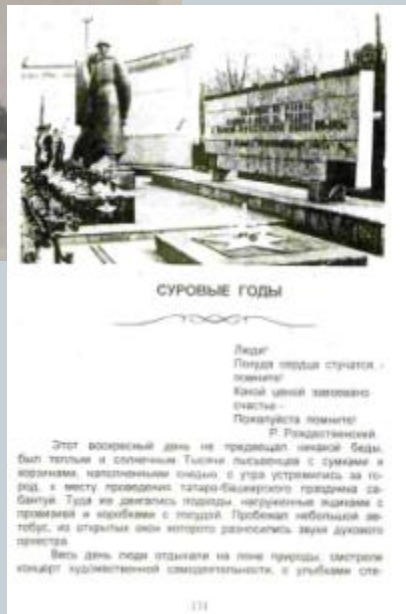 СУРОВЫЕ ГОДЫ
Люди!
Покуда сердца стучатся, -
помните!
Какой ценой завоевано
счастье -
Пожалуйста помните!
Р. Рождественский.
Этот воскресный день не предвещал никакой беды,
был теплым и солнечным. Тысячи лысьвенцев с сумками и
корзинами, наполненными снедью, с утра устремились за го-
род, к месту проведения татаро-башкирского праздника са-
бантуй. Туда же двигались подводы, нагруженные ящиками с
провизией и коробками с посудой. Пробежал небольшой ав-
тобус, из открытых окон которого разносились звуки духового
оркестра.
Весь день люди отдыхали на лоне природы, смотрели
концерт художественной самодеятельности, с улыбками сле-
131